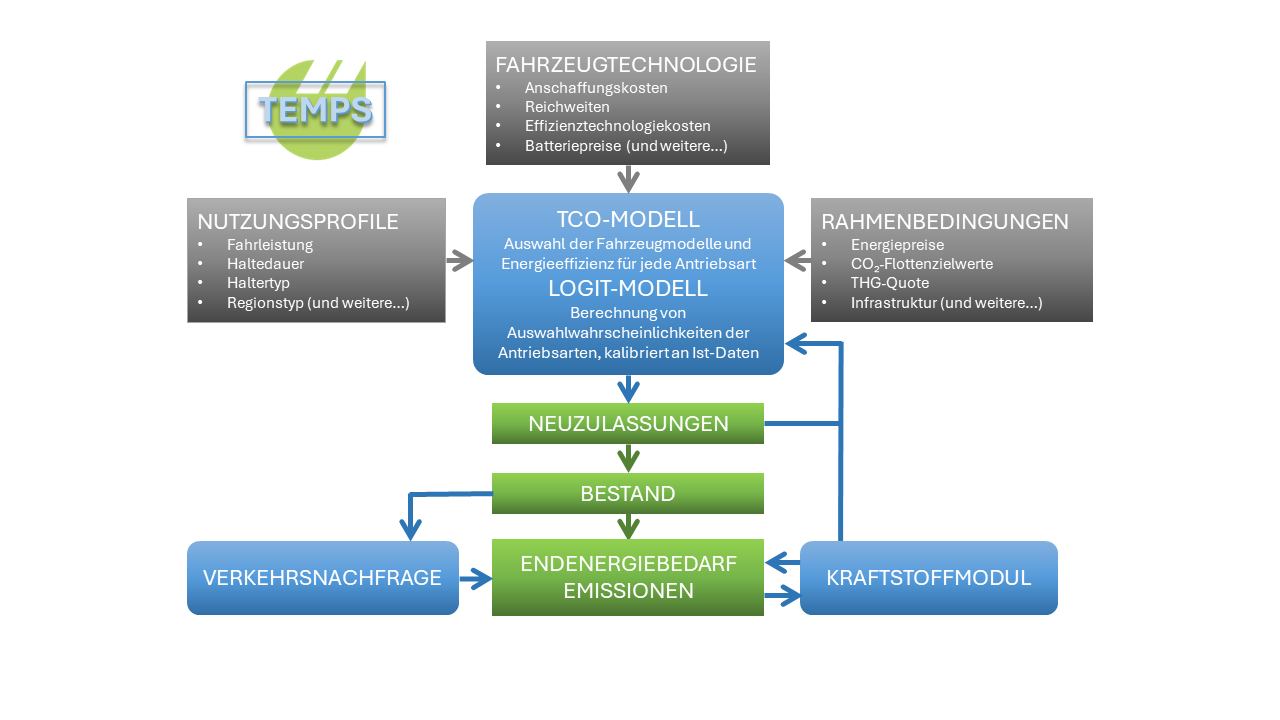 TEMPS
FAHRZEUGTECHNOLOGIE
• Anschaffungskosten
• Reichweiten
• Effizienztechnologiekosten
• Batteriepreise (und weitere...)
NUTZUNGSPROFILE
• Fahrleistung
• Haltedauer
• Haltertyp
• Regionstyp (und weitere...)
TCO-MODELL
Auswahl der Fahrzeugmodelle und
Energieeffizienz für jede Antriebsart
LOGIT-MODELL
Berechnung von
Auswahlwahrscheinlichkeiten der
Antriebsarten, kalibriert an Ist-Daten
RAHMENBEDINGUNGEN
• Energiepreise
• CO₂-Flottenzielwerte
• THG-Quote
• Infrastruktur (und weitere...)
NEUZULASSUNGEN
BESTAND
VERKEHRSNACHFRAGE
ENDENERGIEBEDARF
EMISSIONEN
KRAFTSTOFFMODUL